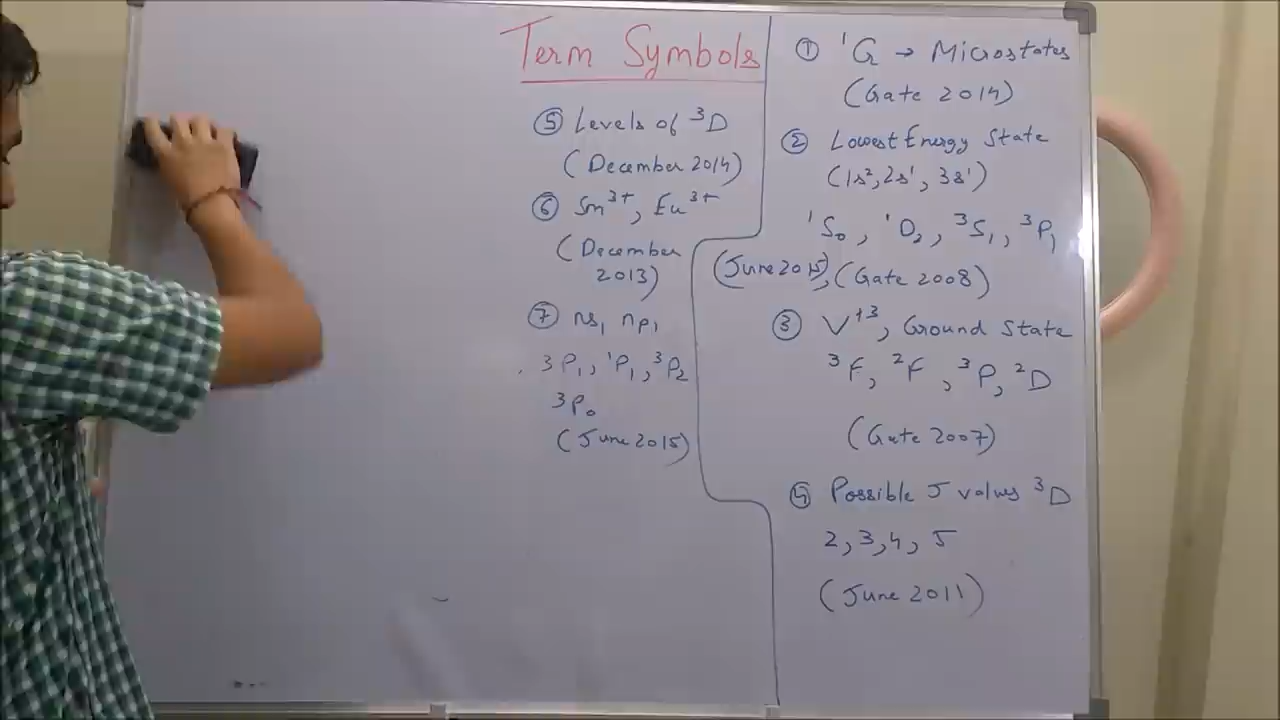 Term Symbols
⑤ Levels of ³D
(December 2014)
⑥ Sm³⁺, Eu³⁺
(December
2013)
⑦ ns₁ np₁
³P₁, ¹P₁, ³P₂
³P₀
(June 2015)
① ¹G → Microstates
(Gate 2014)
② Lowest Energy State
(1s², 2s¹, 3s¹)
¹S₀, ¹D₂, ³S₁, ³P₁
(June 2015), (Gate 2008)
③ V⁺³, Ground State
³F, ²F, ³P, ²D
(Gate 2007)
④ Possible J values ³D
2, 3, 4, 5
(June 2011)